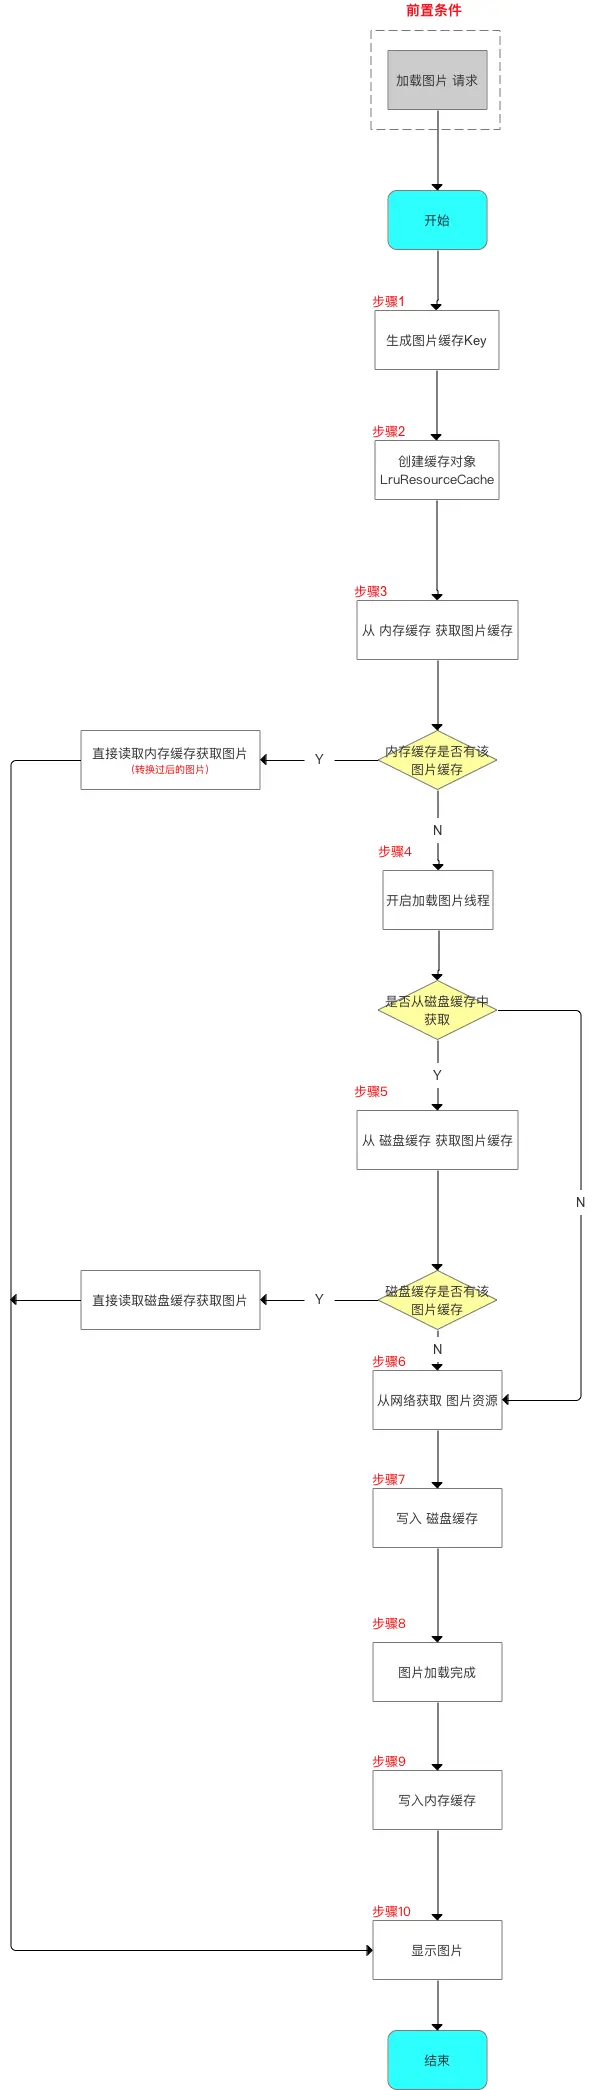 前置条件
加载图片 请求
开始
步骤1
生成图片缓存Key
步骤2
创建缓存对象
LruResourceCache
步骤3
从 内存缓存 获取图片缓存
内存缓存是否有该
图片缓存
Y
直接读取内存缓存获取图片
(转换过后的图片)
N
步骤4
开启加载图片线程
是否从磁盘缓存中
获取
Y
N
步骤5
从 磁盘缓存 获取图片缓存
磁盘缓存是否有该
图片缓存
Y
直接读取磁盘缓存获取图片
N
步骤6
从网络获取 图片资源
步骤7
写入 磁盘缓存
步骤8
图片加载完成
步骤9
写入内存缓存
步骤10
显示图片
结束